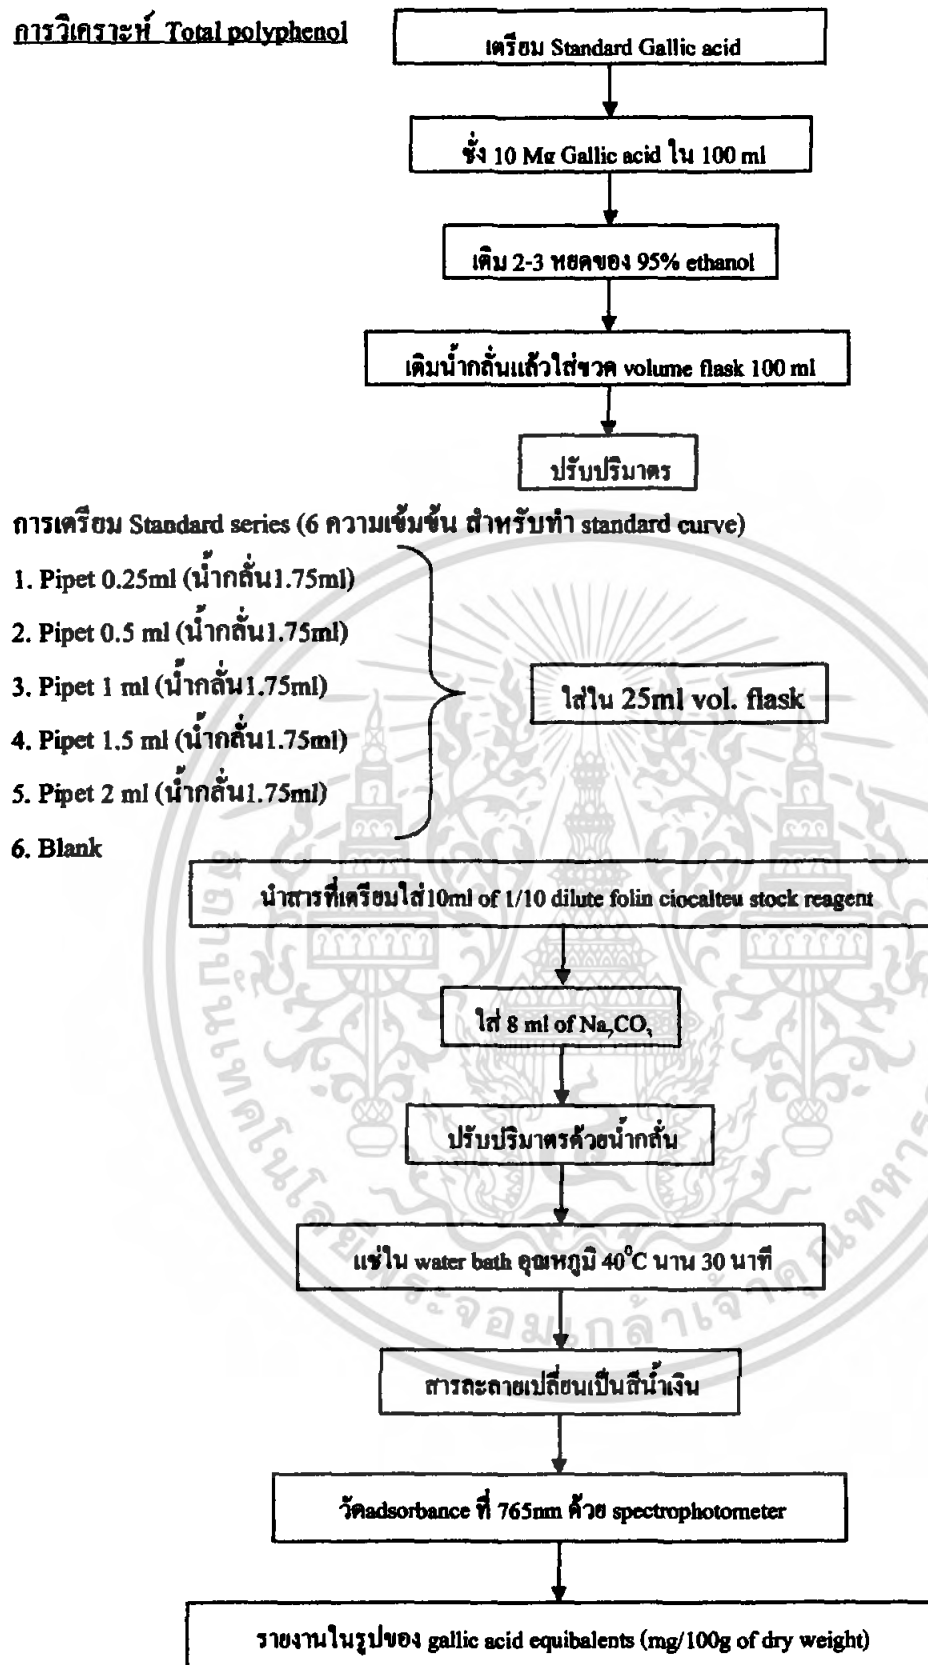 การวิเคราะห์ Total polyphenol
เตรียม Standard Gallic acid
ชั่ง 10 Mg Gallic acid ใน 100 ml
เติม 2-3 หยดของ 95% ethanol
เติมน้ำกลั่นแล้วใส่ขวด volume flask 100 ml
ปรับปริมาตร
การเตรียม Standard series (6 ความเข้มข้น สำหรับทำ standard curve)
1. Pipet 0.25ml (น้ำกลั่น1.75ml)
2. Pipet 0.5 ml (น้ำกลั่น1.75ml)
3. Pipet 1 ml (น้ำกลั่น1.75ml)
4. Pipet 1.5 ml (น้ำกลั่น1.75ml)
5. Pipet 2 ml (น้ำกลั่น1.75ml)
6. Blank
ใส่ใน 25ml vol. flask
นำสารที่เตรียมใส่10ml of 1/10 dilute folin ciocalteu stock reagent
ใส่ 8 ml of Na₂CO₃
ปรับปริมาตรด้วยน้ำกลั่น
แช่ใน water bath อุณหภูมิ 40⁰C นาน 30 นาที
สารละลายเปลี่ยนเป็นสีน้ำเงิน
วัดadsorbance ที่ 765nm ด้วย spectrophotometer
รายงานในรูปของ gallic acid equibalents (mg/100g of dry weight)